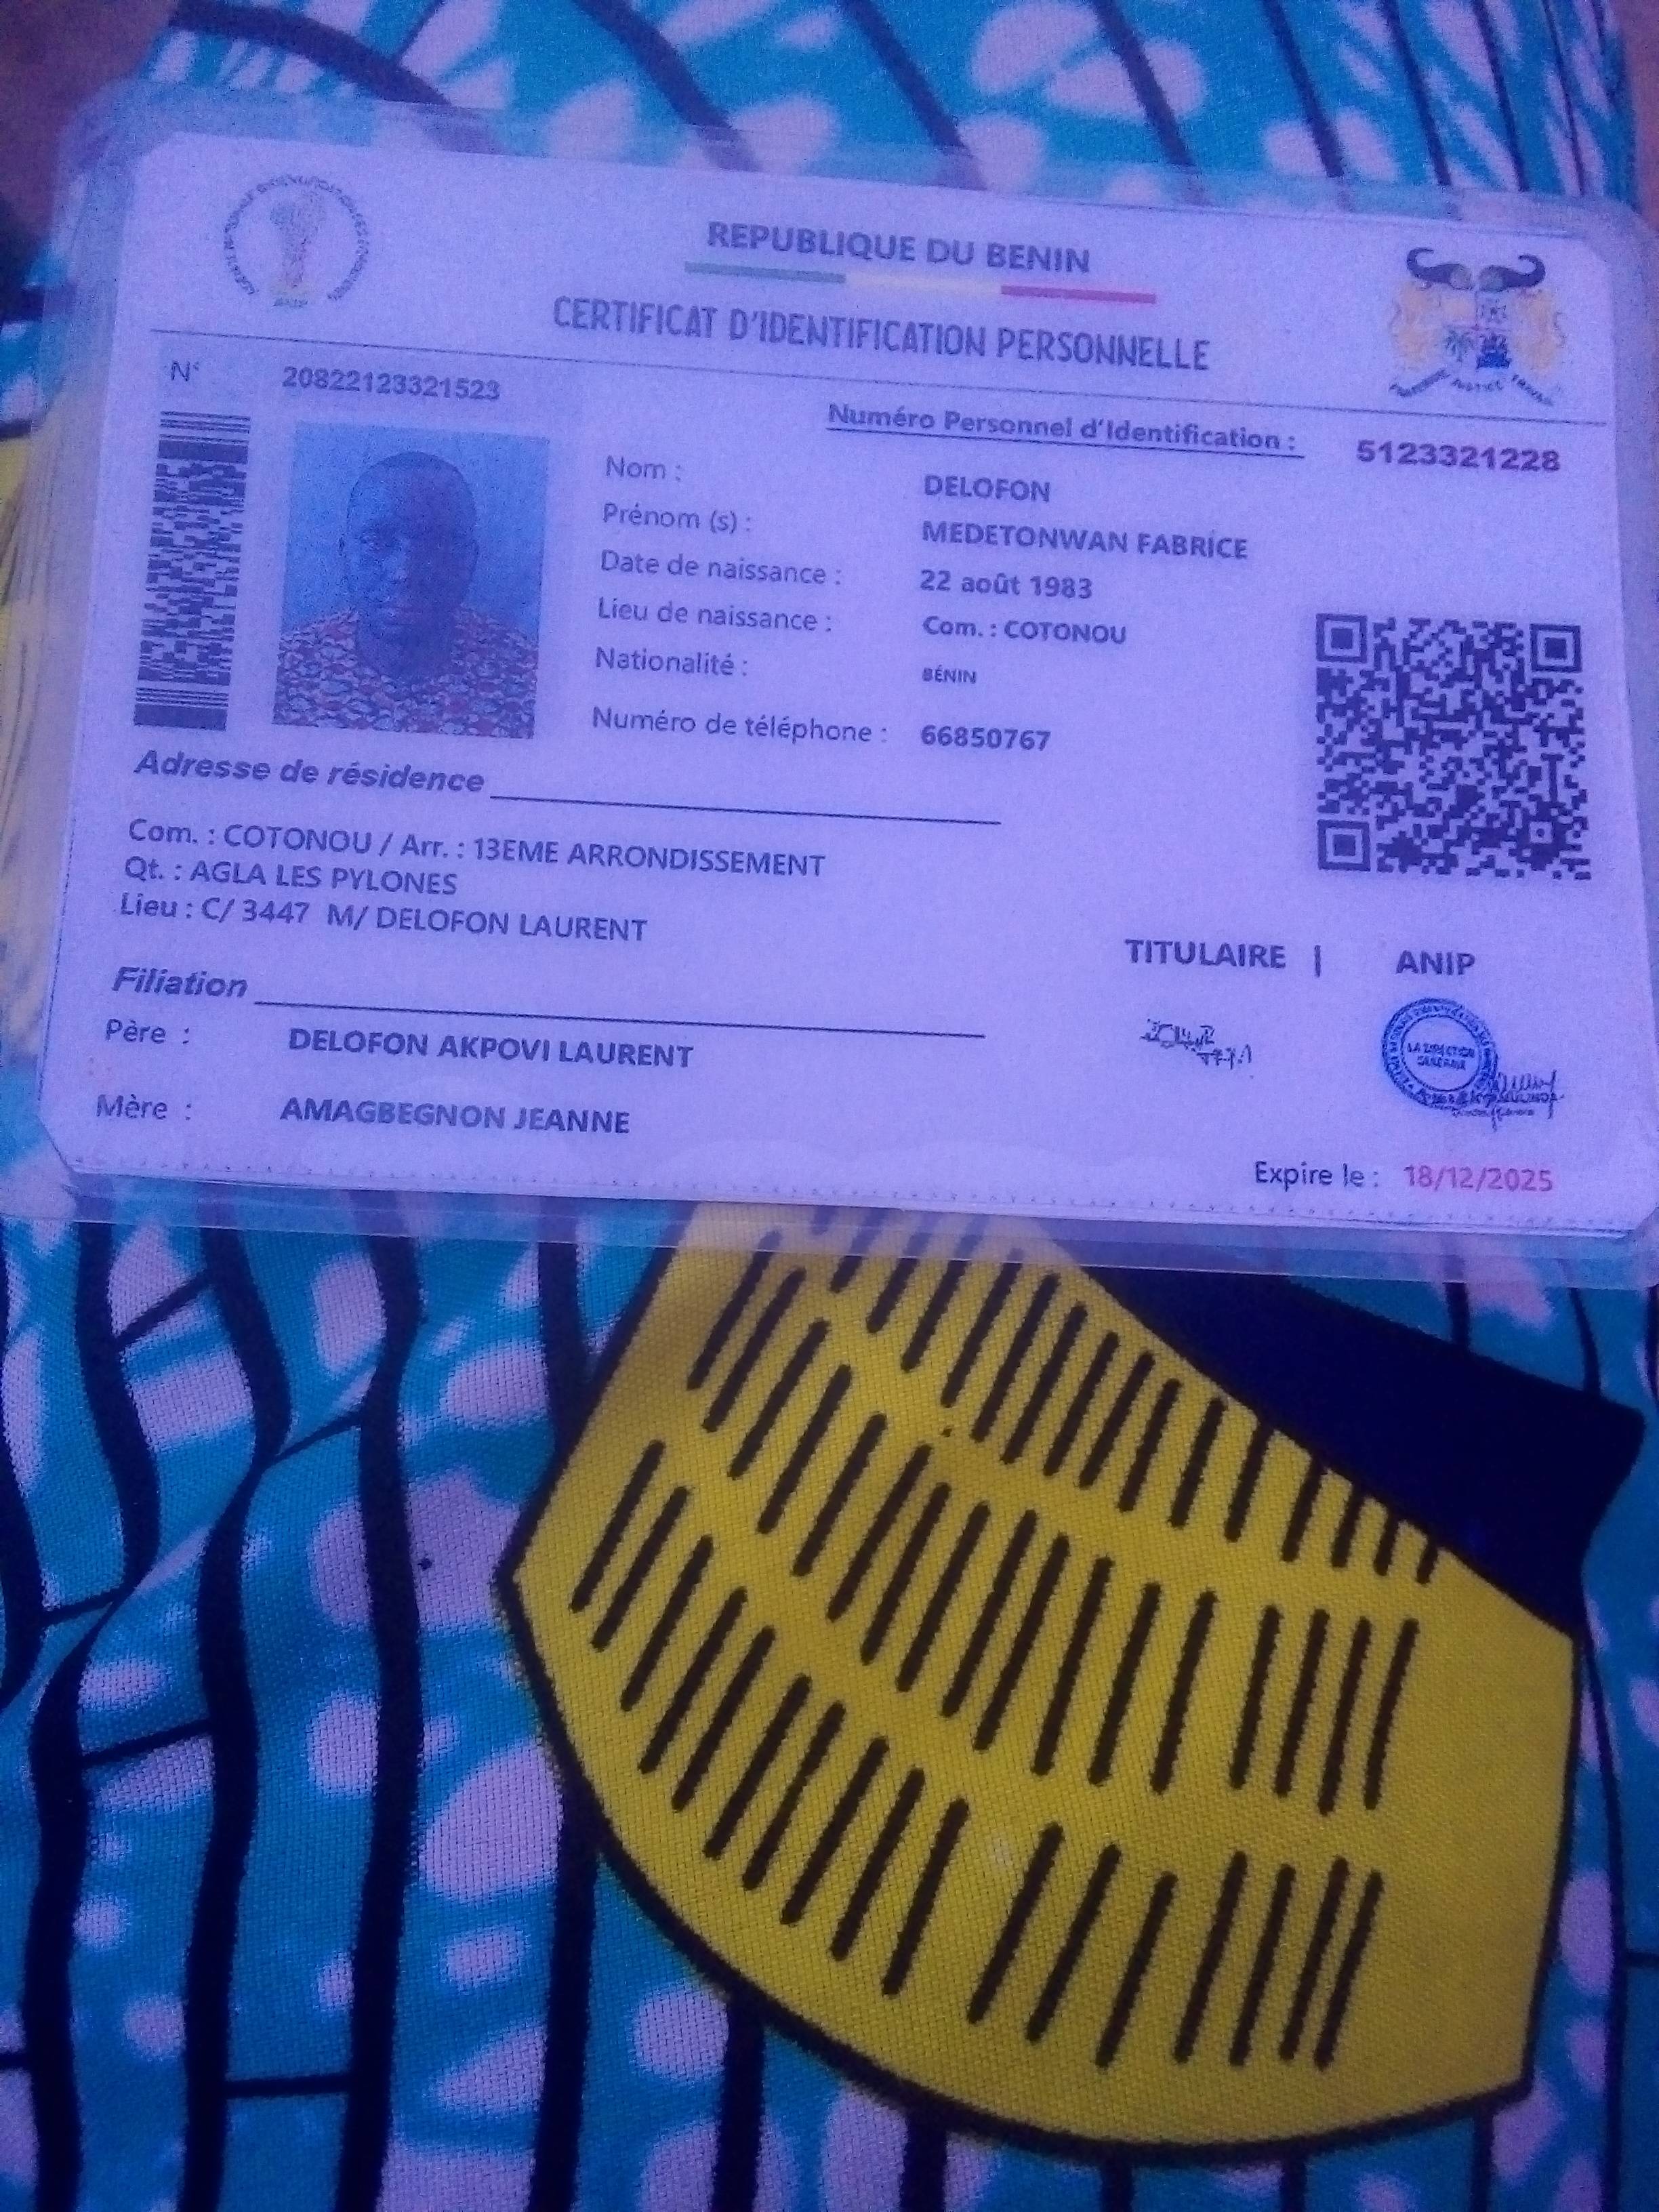 REPUBLIQUE DU BENIN
CERTIFICAT D'IDENTIFICATION PERSONNELLE
N° 20822123321523
Numéro Personnel d'Identification : 5123321228
Nom : DELOFON
Prénom (s) : MEDETONWAN FABRICE
Date de naissance : 22 août 1983
Lieu de naissance : Com. : COTONOU
Nationalité : BÉNIN
Numéro de téléphone : 66850767
Adresse de résidence
Com. : COTONOU / Arr. : 13EME ARRONDISSEMENT
Qt. : AGLA LES PYLONES
Lieu : C/ 3447 M/ DELOFON LAURENT
TITULAIRE | ANIP
Filiation
Père : DELOFON AKPOVI LAURENT
LA DIRECTION
GENERALE
Mère : AMAGBEGNON JEANNE
Expire le : 18/12/2025